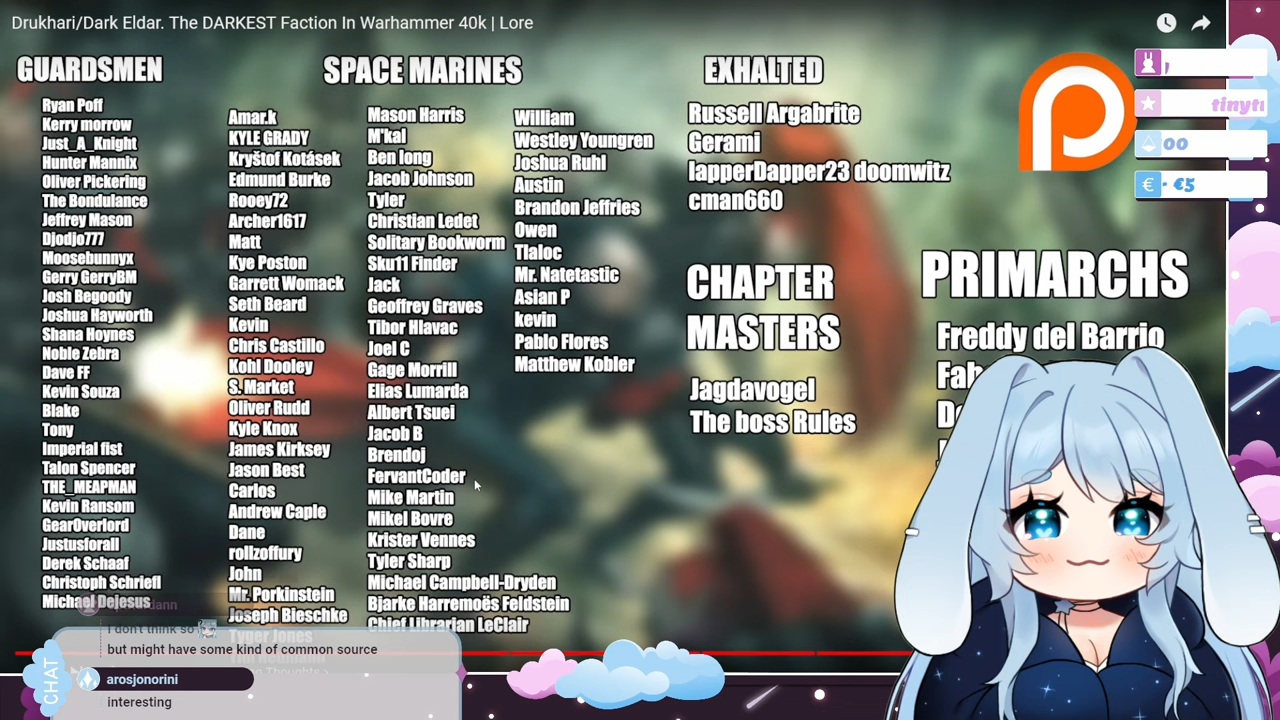 Drukhari/Dark Eldar. The DARKEST Faction In Warhammer 40k | Lore
GUARDSMEN
Ryan Poff
Kerry morrow
Just_A_Knight
Hunter Mannix
Oliver Pickering
The Bondulance
Jeffrey Mason
Djodjo777
Moosebunnyx
Gerry GerryBM
Josh Begoody
Joshua Hayworth
Shana Hoynes
Noble Zebra
Dave FF
Kevin Souza
Blake
Tony
Imperial fist
Talon Spencer
THE_MEAPMAN
Kevin Ransom
GearOverlord
Justusforall
Derek Schaaf
Christoph Schriefl
Michael Dejesus
SPACE MARINES
Amar.k
KYLE GRADY
Kryštof Kotásek
Edmund Burke
Rooey72
Archer1617
Matt
Kye Poston
Garrett Womack
Seth Beard
Kevin
Chris Castillo
Kohl Dooley
S. Market
Oliver Rudd
Kyle Knox
James Kirksey
Jason Best
Carlos
Andrew Caple
Dane
rollzoffury
John
Mr. Porkinstein
Joseph Bieschke
Tyger Jones
Mason Harris
M'kal
Ben long
Jacob Johnson
Tyler
Christian Ledet
Solitary Bookworm
Sku11 Finder
Jack
Geoffrey Graves
Tibor Hlavac
Joel C
Gage Morrill
Elias Lumarda
Albert Tsuei
Jacob B
Brendoj
FervantCoder
Mike Martin
Mikel Bovre
Krister Vennes
Tyler Sharp
Michael Campbell-Dryden
Bjarke Harremoës Feldstein
Chief Librarian LeClair
William
Westley Youngren
Joshua Ruhl
Austin
Brandon Jeffries
Owen
Tlaloc
Mr. Natetastic
Asian P
kevin
Pablo Flores
Matthew Kobler
EXHALTED
Russell Argabrite
Gerami
lapperDapper23 doomwitz
cman660
CHAPTER
MASTERS
Jagdavogel
The boss Rules
PRIMARCHS
Freddy del Barrio
tinyti
€5
CHAT
I don't think so
but might have some kind of common source
arosjonorini
interesting